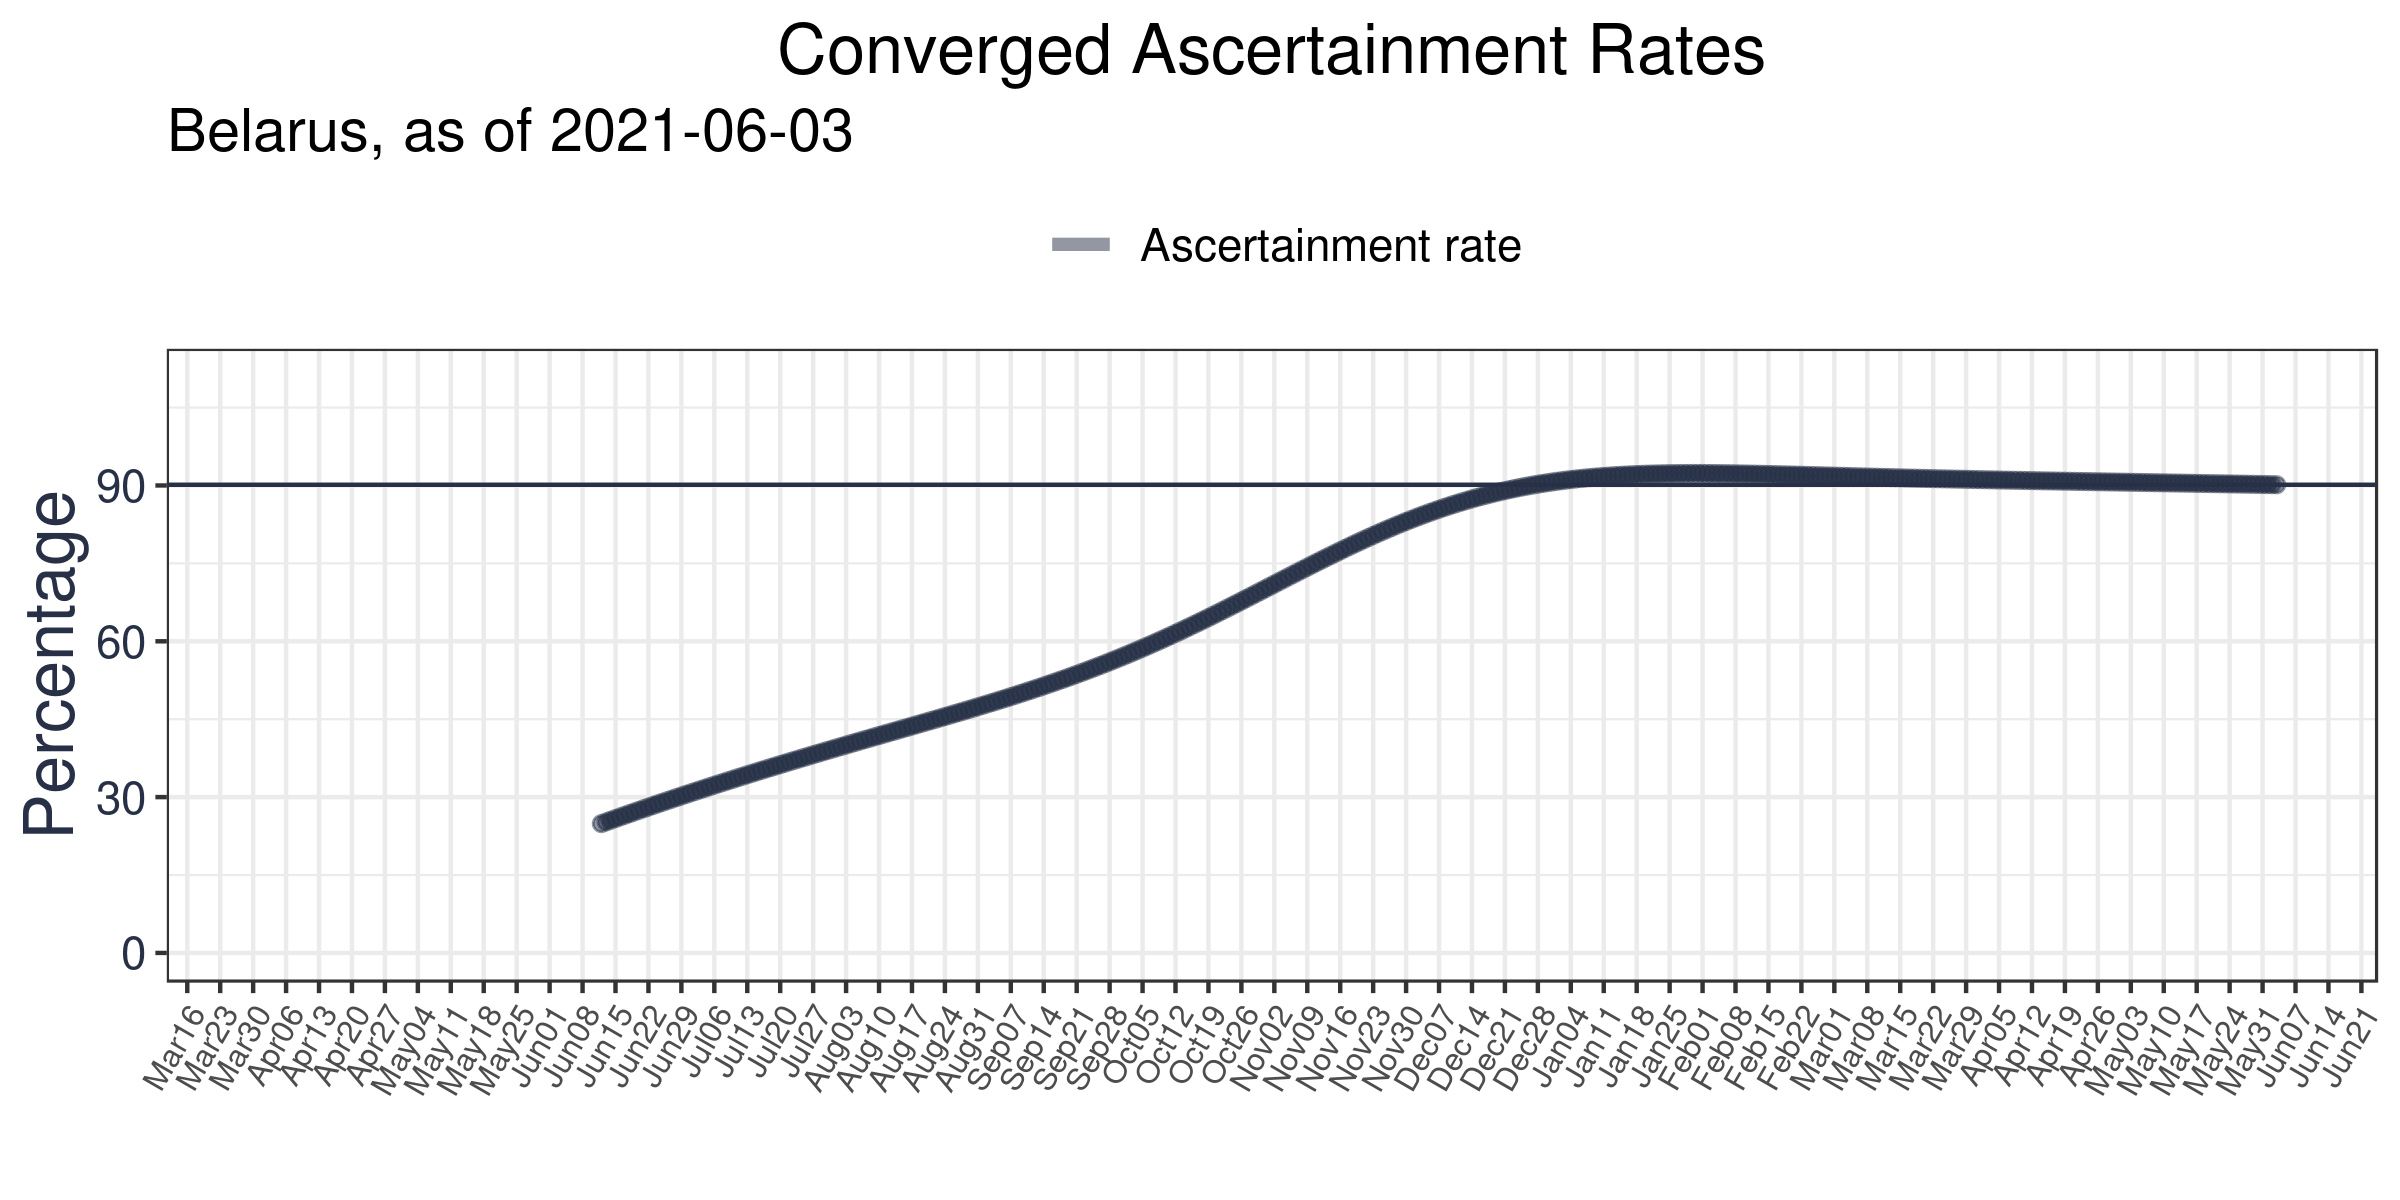 Converged Ascertainment Rates
Belarus, as of 2021-06-03
Ascertainment rate
Percentage
90
60
30
0
Mar16 Mar23 Mar30 Apr06 Apr13 Apr20 Apr27 May04 May11 May18 May25 Jun01 Jun08 Jun15 Jun22 Jun29 Jul06 Jul13 Jul20 Jul27 Aug03 Aug10 Aug17 Aug24 Aug31 Sep07 Sep14 Sep21 Sep28 Oct05 Oct12 Oct19 Oct26 Nov02 Nov09 Nov16 Nov23 Nov30 Dec07 Dec14 Dec21 Dec28 Jan04 Jan11 Jan18 Jan25 Feb01 Feb08 Feb15 Feb22 Mar01 Mar08 Mar15 Mar22 Mar29 Apr05 Apr12 Apr19 Apr26 May03 May10 May17 May24 May31 Jun07 Jun14 Jun21